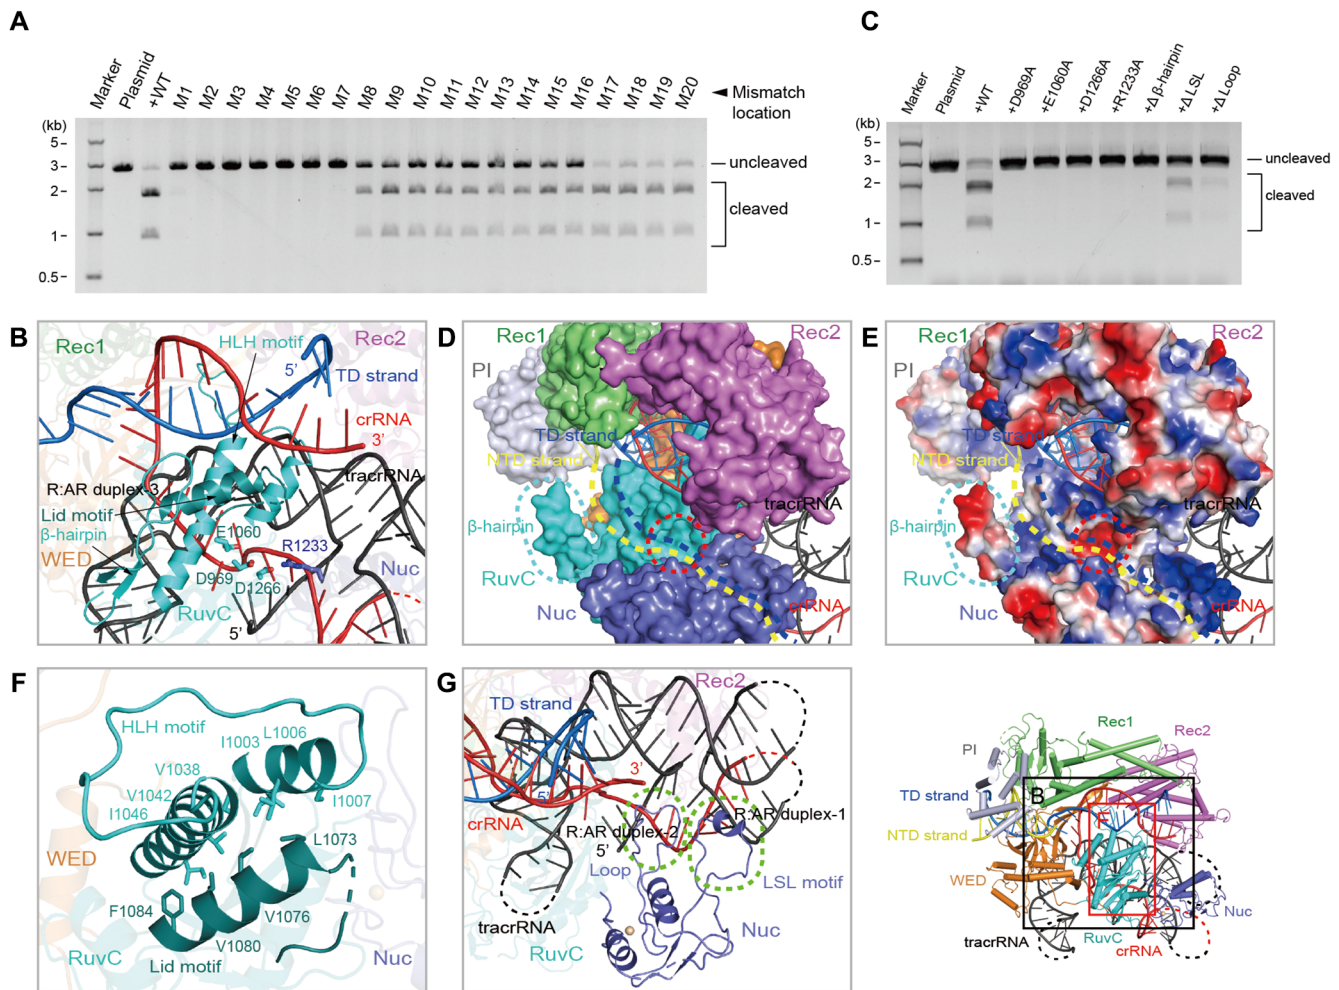 A
Marker
Plasmid
+WT
M1
M2
M3
M4
M5
M6
M7
M8
M9
M10
M11
M12
M13
M14
M15
M16
M17
M18
M19
M20
Mismatch
location
(kb)
5
3
2
1
0.5
uncleaved
cleaved
C
Marker
Plasmid
+WT
+D969A
+E1060A
+D1266A
+R1233A
+Δβ-hairpin
+ΔLSL
+ΔLoop
(kb)
5
3
2
1
0.5
uncleaved
cleaved
B
Rec1
HLH motif
Rec2
5'
TD strand
crRNA
3'
tracrRNA
R:AR duplex-3
Lid motif
β-hairpin
E1060
R1233
WED
D969
D1266
Nuc
RuvC
5'
D
Rec1
Rec2
PI
TD strand
NTD strand
tracrRNA
β-hairpin
RuvC
Nuc
crRNA
E
Rec1
Rec2
PI
TD strand
NTD strand
tracrRNA
β-hairpin
RuvC
Nuc
crRNA
F
HLH motif
L1006
I1003
V1038
V1042
I1046
I1007
L1073
WED
F1084
V1076
V1080
RuvC
Lid motif
Nuc
G
Rec2
TD strand
3'
5'
crRNA
R:AR duplex-2
R:AR duplex-1
5'
Loop
LSL motif
tracrRNA
RuvC
Nuc
Rec1
Rec2
PI
TD strand
B
F
NTD strand
WED
Nuc
tracrRNA
RuvC
crRNA